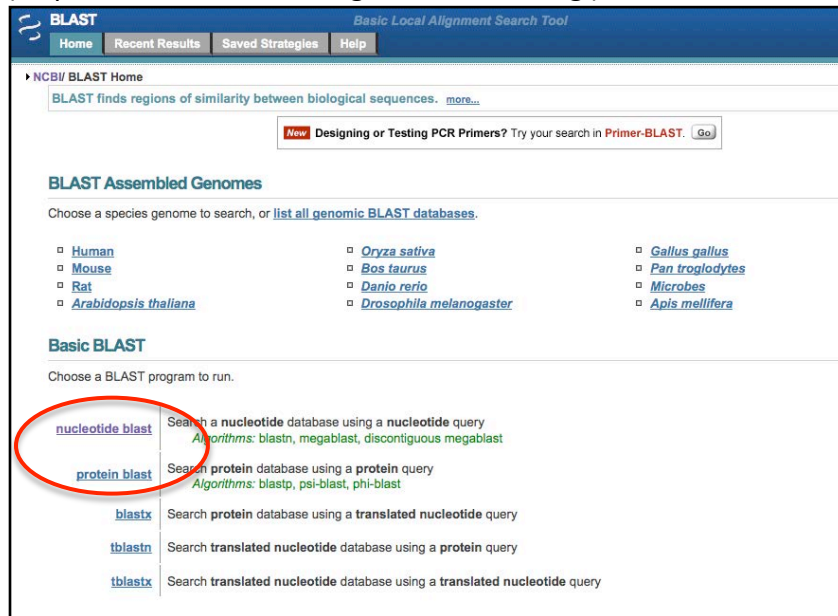 BLAST Basic Local Alignment Search Tool
Home Recent Results Saved Strategies Help
NCBI/ BLAST Home
BLAST finds regions of similarity between biological sequences. more...
New Designing or Testing PCR Primers? Try your search in Primer-BLAST. Go
BLAST Assembled Genomes
Choose a species genome to search, or list all genomic BLAST databases.
Human Oryza sativa Gallus gallus
Mouse Bos taurus Pan troglodytes
Rat Danio rerio Microbes
Arabidopsis thaliana Drosophila melanogaster Apis mellifera
Basic BLAST
Choose a BLAST program to run.
nucleotide blast Search a nucleotide database using a nucleotide query
Algorithms: blastn, megablast, discontiguous megablast
protein blast Search protein database using a protein query
Algorithms: blastp, psi-blast, phi-blast
blastx Search protein database using a translated nucleotide query
tblastn Search translated nucleotide database using a protein query
tblastx Search translated nucleotide database using a translated nucleotide query